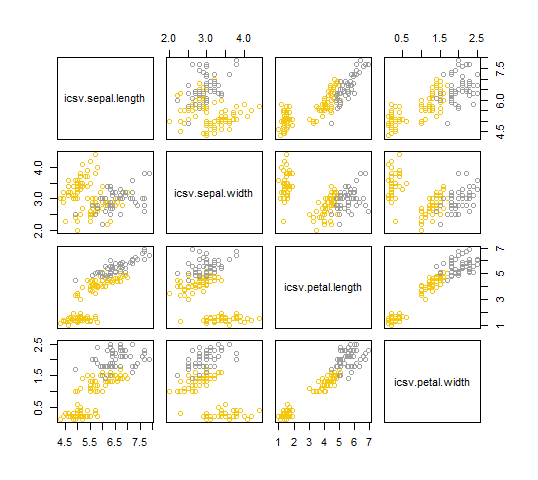 2.0 3.0 4.0
0.5 1.5 2.5
icsv.sepal.length
4.5 6.0 7.5
2.0 3.0 4.0
icsv.sepal.width
icsv.petal.length
1 3 5 7
0.5 1.5 2.5
icsv.petal.width
4.5 5.5 6.5 7.5
1 2 3 4 5 6 7